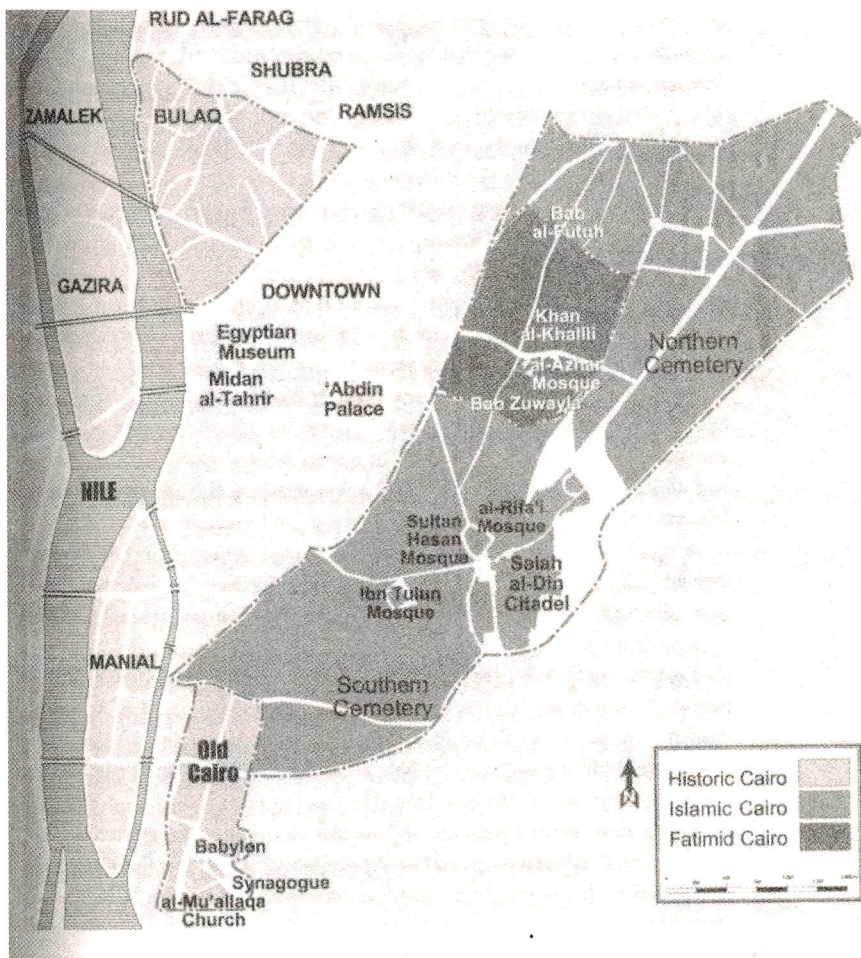 RUD AL-FARAG
SHUBRA
ZAMALEK
BULAQ
RAMSIS
Bab
al-Futuh
GAZIRA
DOWNTOWN
Khan
al-Khalili
Egyptian
Museum
Northern
Cemetery
al-Azhar
Mosque
Midan
al-Tahrir
'Abdin
Palace
Bab Zuwayla
NILE
al-Rifa'i
Mosque
Sultan
Hasan
Mosqua
Salah
al-Din
Citadel
Ibn Tulun
Mosque
MANIAL
Southern
Cemetery
Old
Cairo
Historic Cairo
Islamic Cairo
Fatimid Cairo
N
Babylon
Synagogue
al-Mu'allaqa
Church